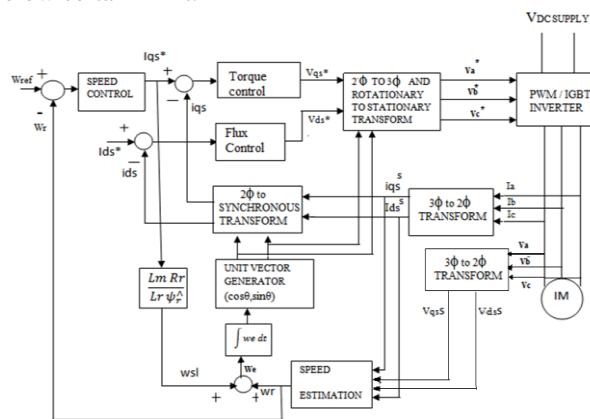 VDC SUPPLY
Iqs*
Wref
+
-
Wr
SPEED
CONTROL
+
−
iqs
Torque
control
Vqs*
2ϕ TO 3ϕ AND
ROTATIONARY
TO STATIONARY
TRANSFORM
Va*
Vb*
Vc*
PWM / IGBT
INVERTER
Ids*
+
−
ids
Flux
Control
Vds*
2ϕ to
SYNCHRONOUS
TRANSFORM
iqs s
Ids s
3ϕ to 2ϕ
TRANSFORM
Ia
Ib
Ic
3ϕ to 2ϕ
TRANSFORM
Va
Vb
Vc
IM
Lm Rr
Lr ψr^
UNIT VECTOR
GENERATOR
(cosθ,sinθ)
VqsS
VdsS
∫ we dt
We
wsl
+
+
wr
SPEED
ESTIMATION